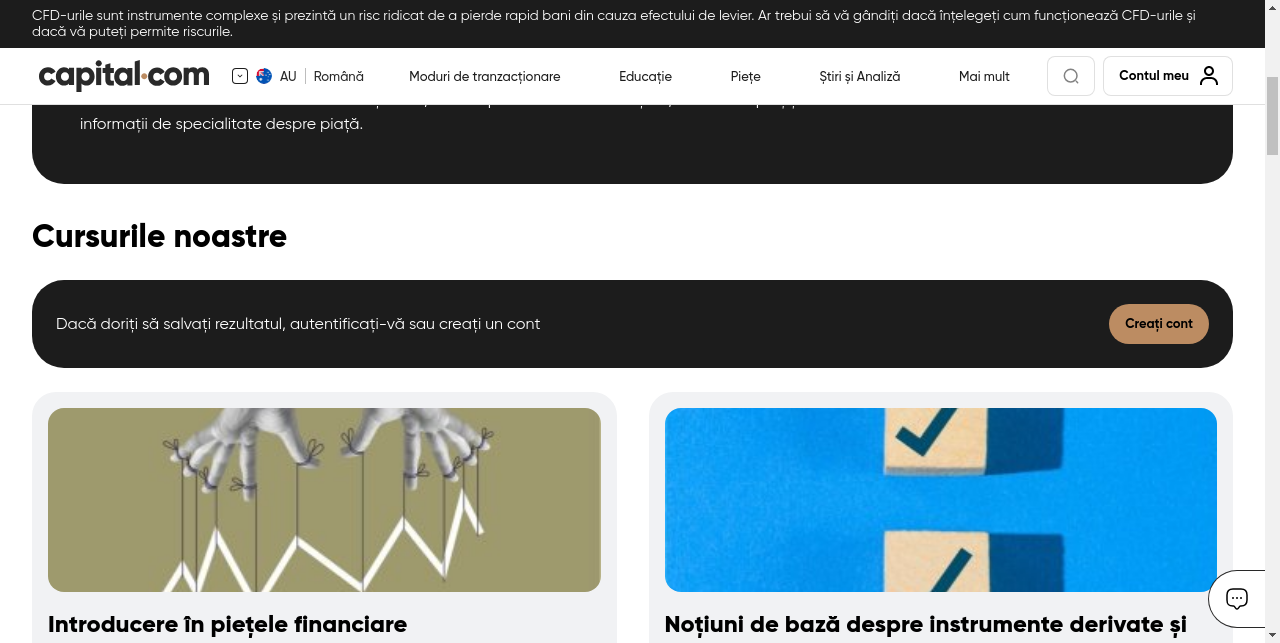 CFD-urile sunt instrumente complexe și prezintă un risc ridicat de a pierde rapid bani din cauza efectului de levier. Ar trebui să vă gândiți dacă înțelegeți cum funcționează CFD-urile și
dacă vă puteți permite riscurile.
capital.com
AU
Română
Moduri de tranzacționare
Educație
Piețe
Știri și Analiză
Mai mult
Contul meu
informații de specialitate despre piață.
Cursurile noastre
Dacă doriți să salvați rezultatul, autentificați-vă sau creați un cont
Creați cont
Introducere în piețele financiare
Noțiuni de bază despre instrumente derivate și